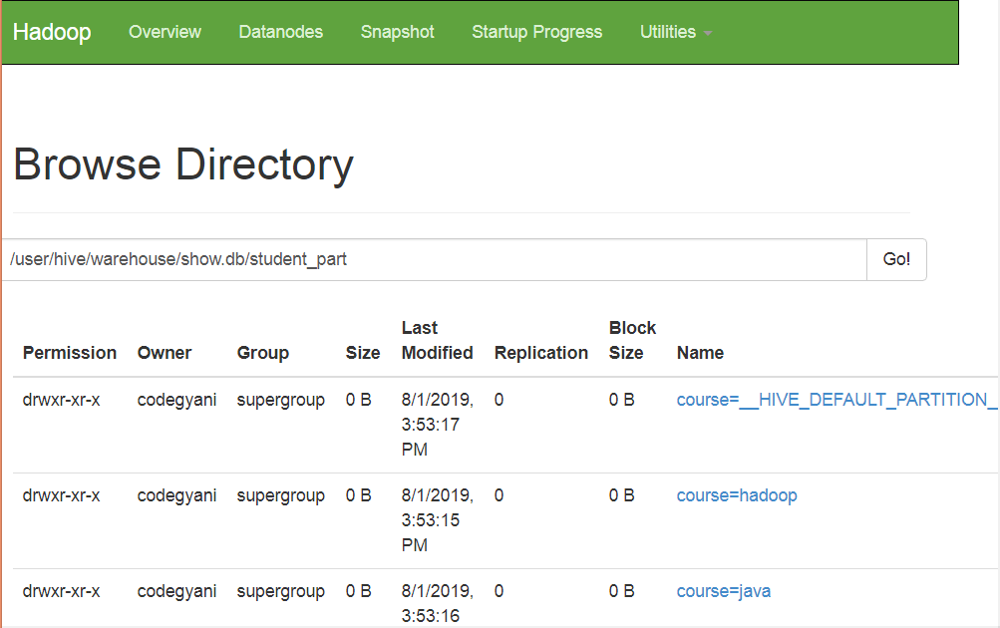 Hadoop Overview Datanodes Snapshot Startup Progress Utilities
Browse Directory
/user/hive/warehouse/show.db/student_part Go!
Permission Owner Group Size Last Modified Replication Block Size Name
drwxr-xr-x codegyani supergroup 0 B 8/1/2019, 3:53:17 PM 0 0 B course=__HIVE_DEFAULT_PARTITION_
drwxr-xr-x codegyani supergroup 0 B 8/1/2019, 3:53:15 PM 0 0 B course=hadoop
drwxr-xr-x codegyani supergroup 0 B 8/1/2019, 3:53:16 0 0 B course=java